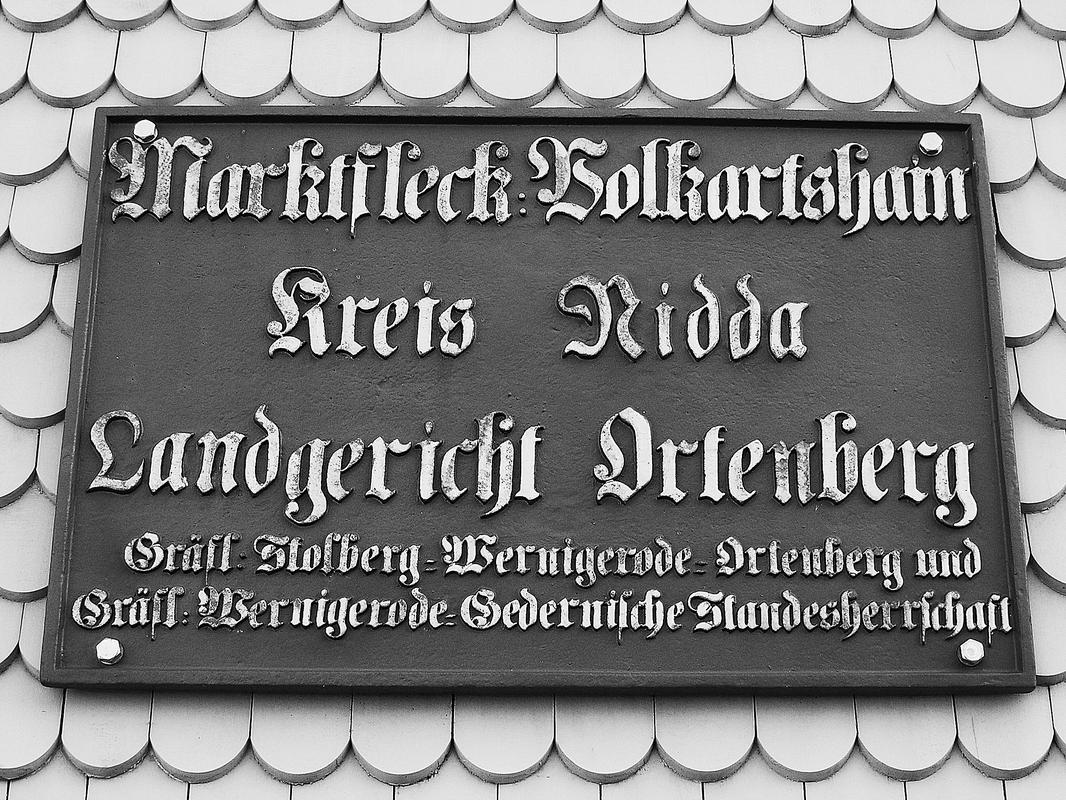 Marktfleck: Volkartshain
Kreis Nidda
Landgericht Ortenberg
Gräfl: Stolberg=Wernigerode=Ortenberg und
Gräfl: Wernigerode=Gedernische Standesherrschaft